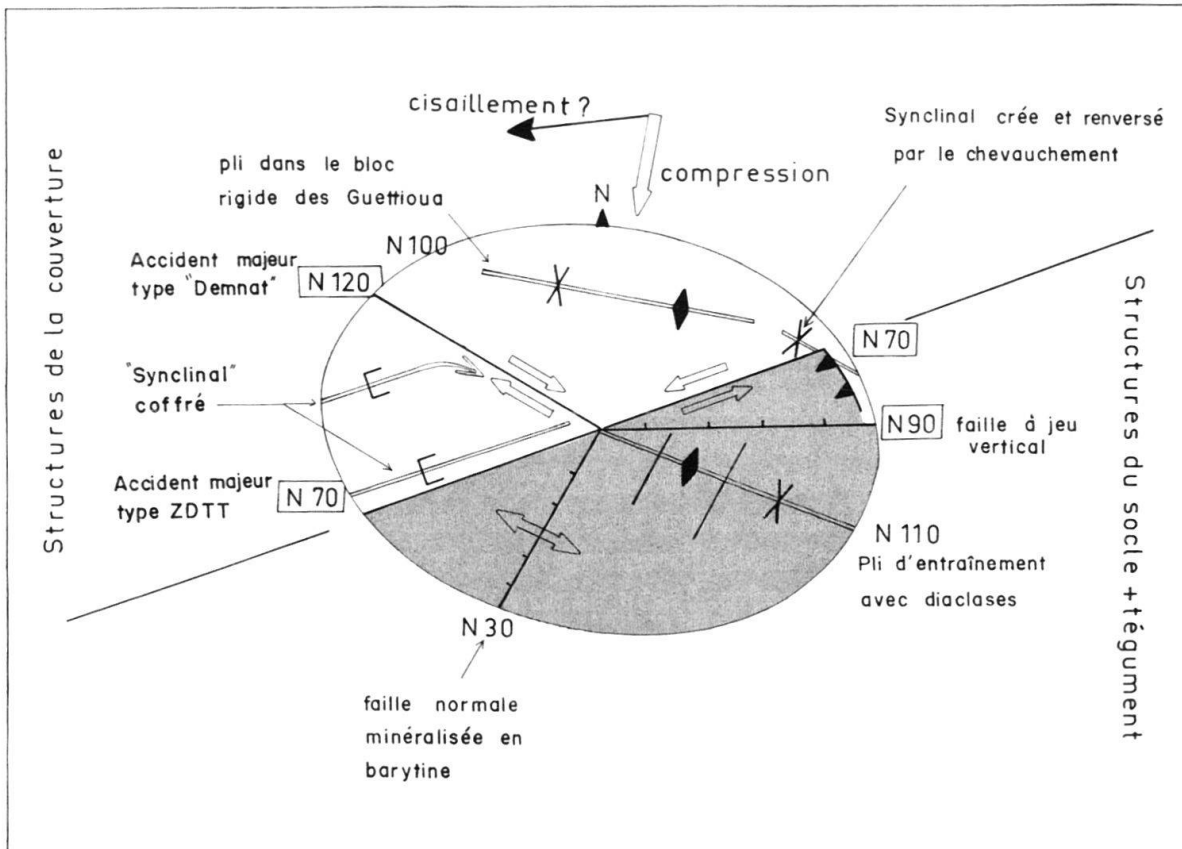 cisaillement ?
compression
Synclinal crée et renversé
par le chevauchement
pli dans le bloc
rigide des Guettioua
N
N 100
Accident majeur
type "Demnat"
N 120
"Synclinal"
coffré
Accident majeur
type ZDTT
N 70
N 70
N 90
faille à jeu
vertical
N 110
Pli d'entraînement
avec diaclases
N 30
faille normale
minéralisée en
barytine
Structures de la couverture
Structures du socle + tégument